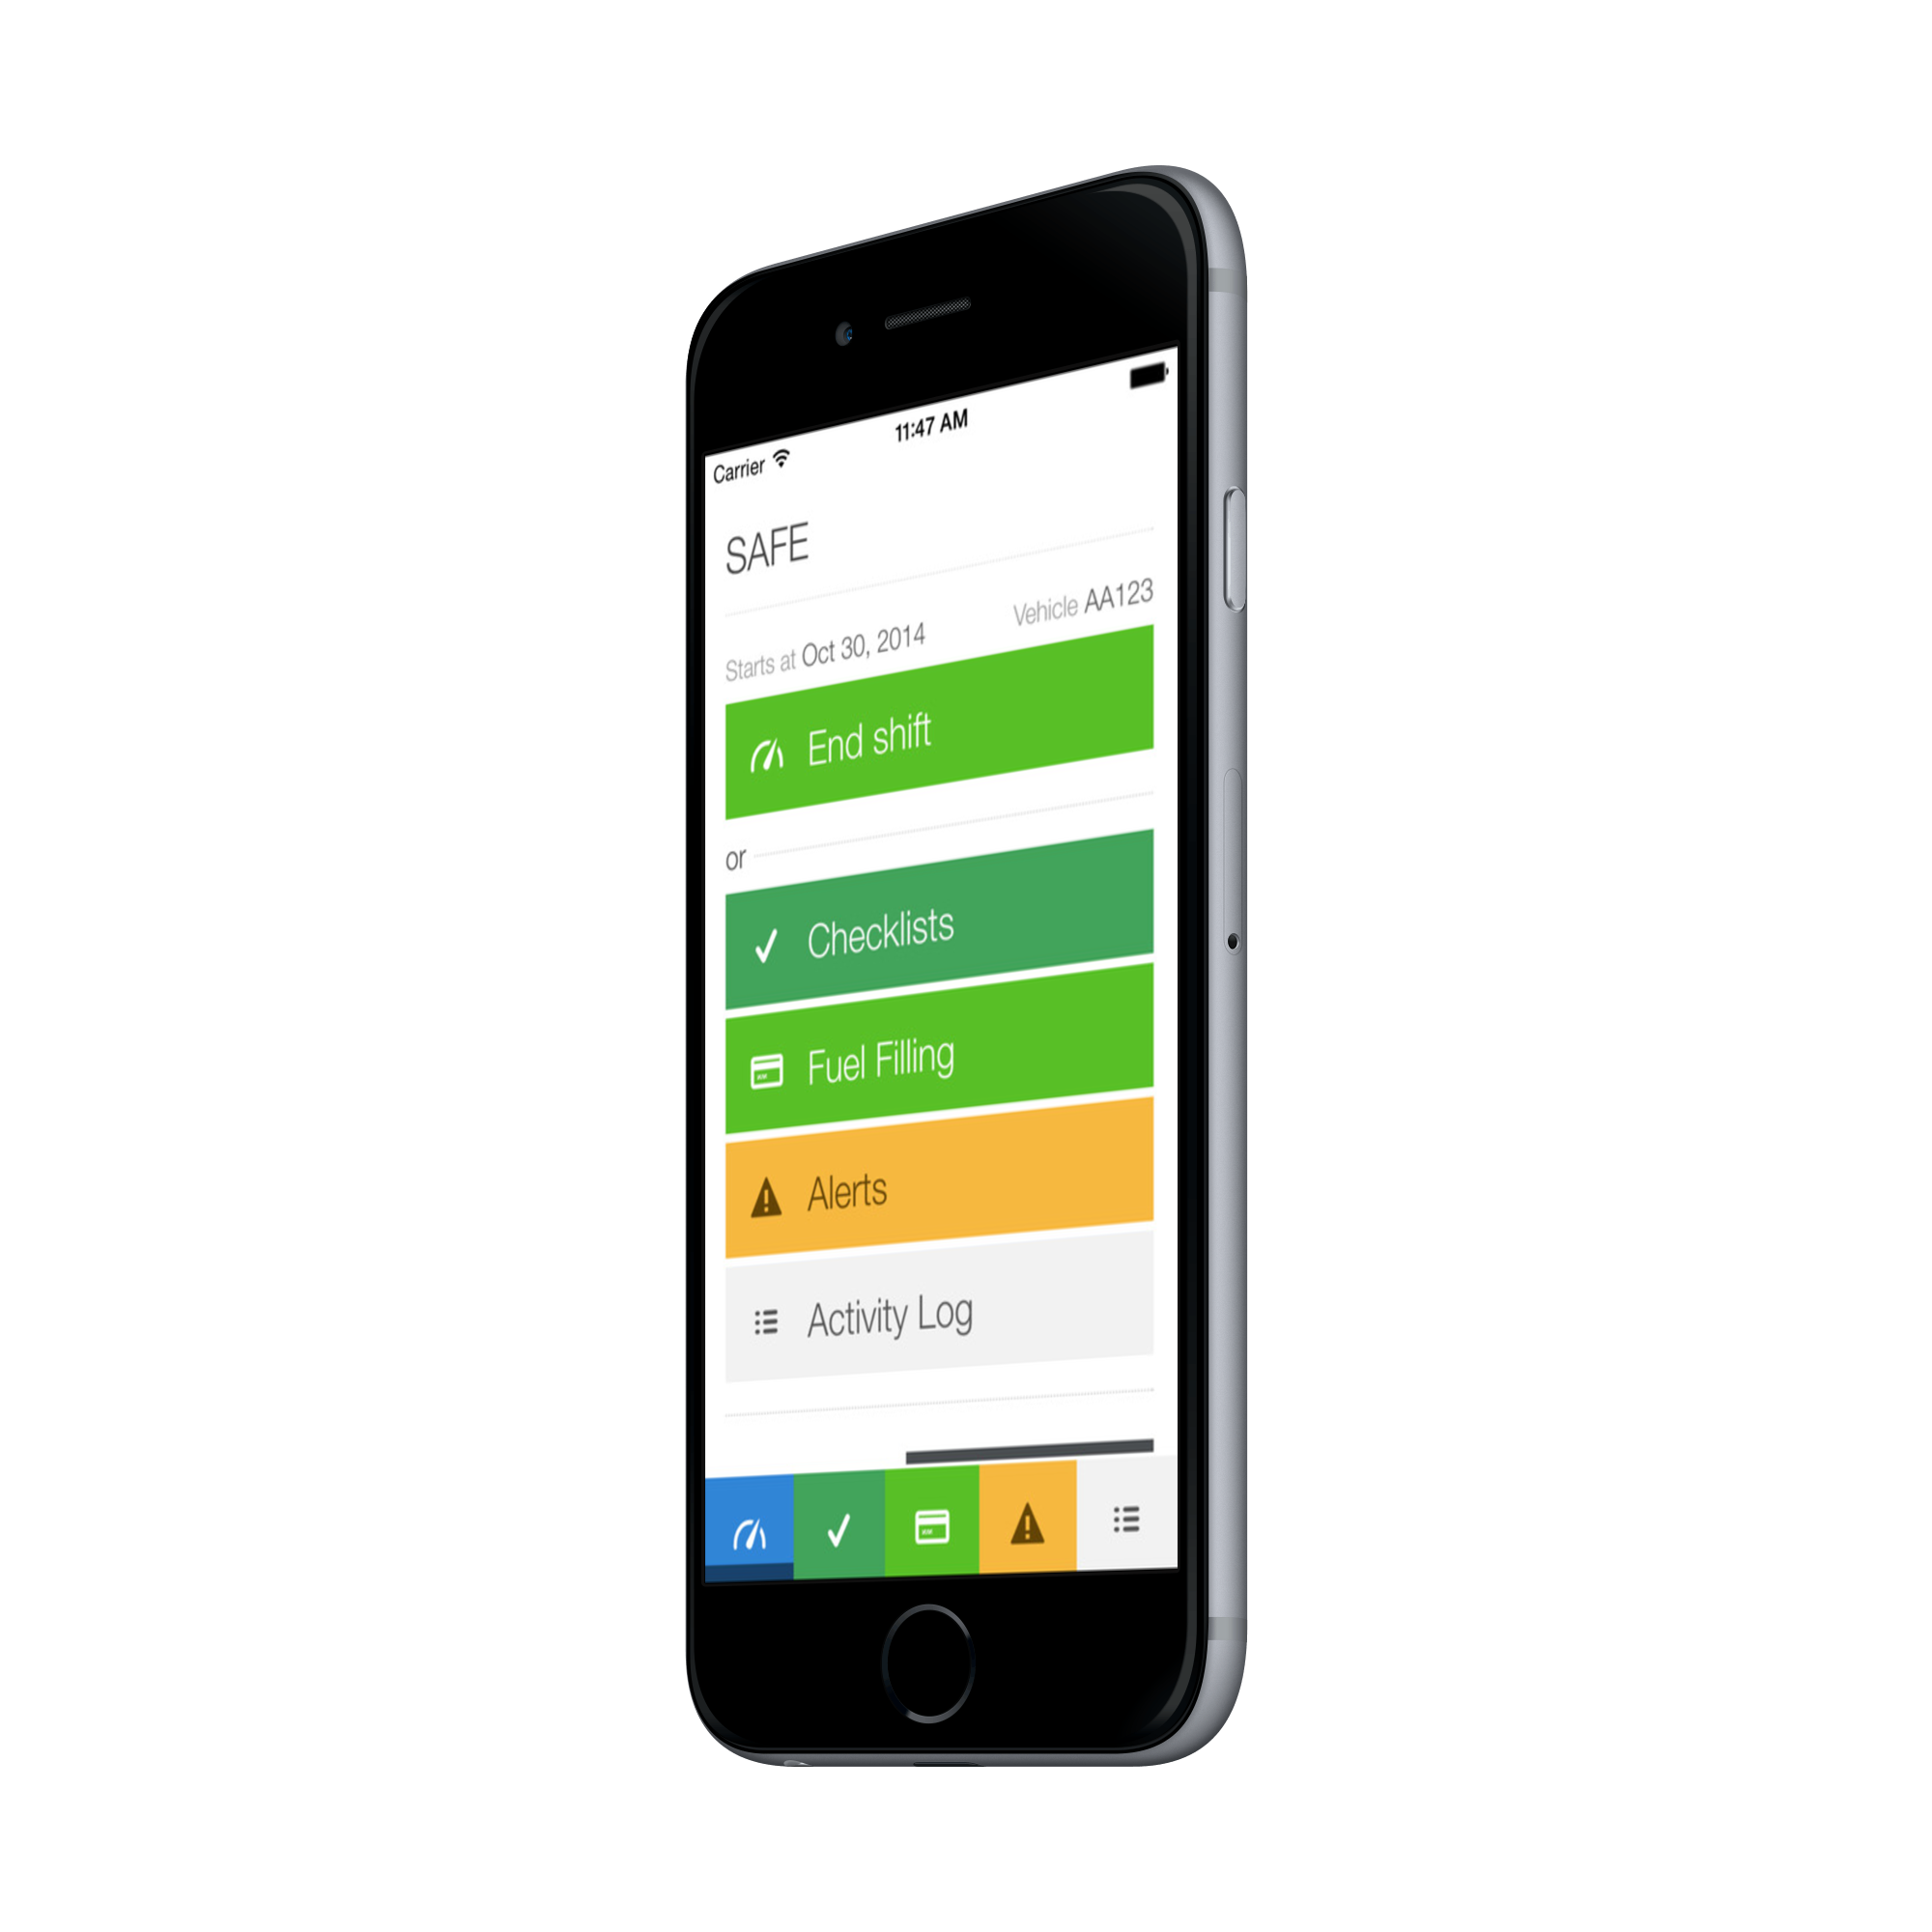 Carrier 11:47 AM
SAFE
Starts at Oct 30, 2014 Vehicle AA123
End shift
or
Checklists
Fuel Filling
Alerts
Activity Log